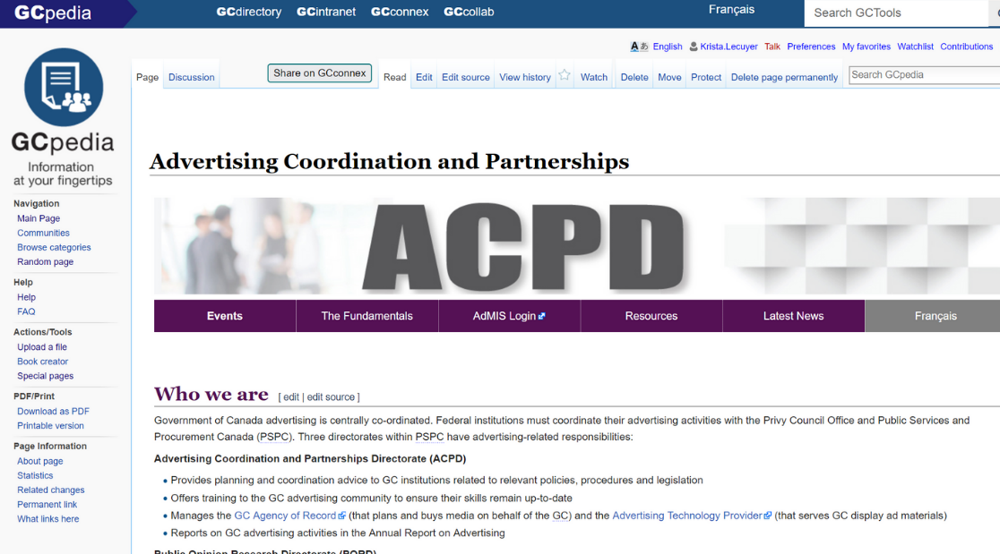 GCpedia
GCdirectory GCintranet GCconnex GCcollab
Français
Search GCTools
English Krista.Lecuyer Talk Preferences My favorites Watchlist Contributions
Page Discussion
Share on GCconnex
Read Edit Edit source View history Watch Delete Move Protect Delete page permanently
Search GCpedia
GCpedia
Information
at your fingertips
Navigation
Main Page
Communities
Browse categories
Random page
Help
Help
FAQ
Actions/Tools
Upload a file
Book creator
Special pages
PDF/Print
Download as PDF
Printable version
Page Information
About page
Statistics
Related changes
Permanent link
What links here
Advertising Coordination and Partnerships
ACPD
Events The Fundamentals AdMIS Login Resources Latest News Français
Who we are [ edit | edit source ]
Government of Canada advertising is centrally co-ordinated. Federal institutions must coordinate their advertising activities with the Privy Council Office and Public Services and
Procurement Canada (PSPC). Three directorates within PSPC have advertising-related responsibilities:
Advertising Coordination and Partnerships Directorate (ACPD)
• Provides planning and coordination advice to GC institutions related to relevant policies, procedures and legislation
• Offers training to the GC advertising community to ensure their skills remain up-to-date
• Manages the GC Agency of Record (that plans and buys media on behalf of the GC) and the Advertising Technology Provider (that serves GC display ad materials)
• Reports on GC advertising activities in the Annual Report on Advertising
Public Opinion Research Directorate (PORD)